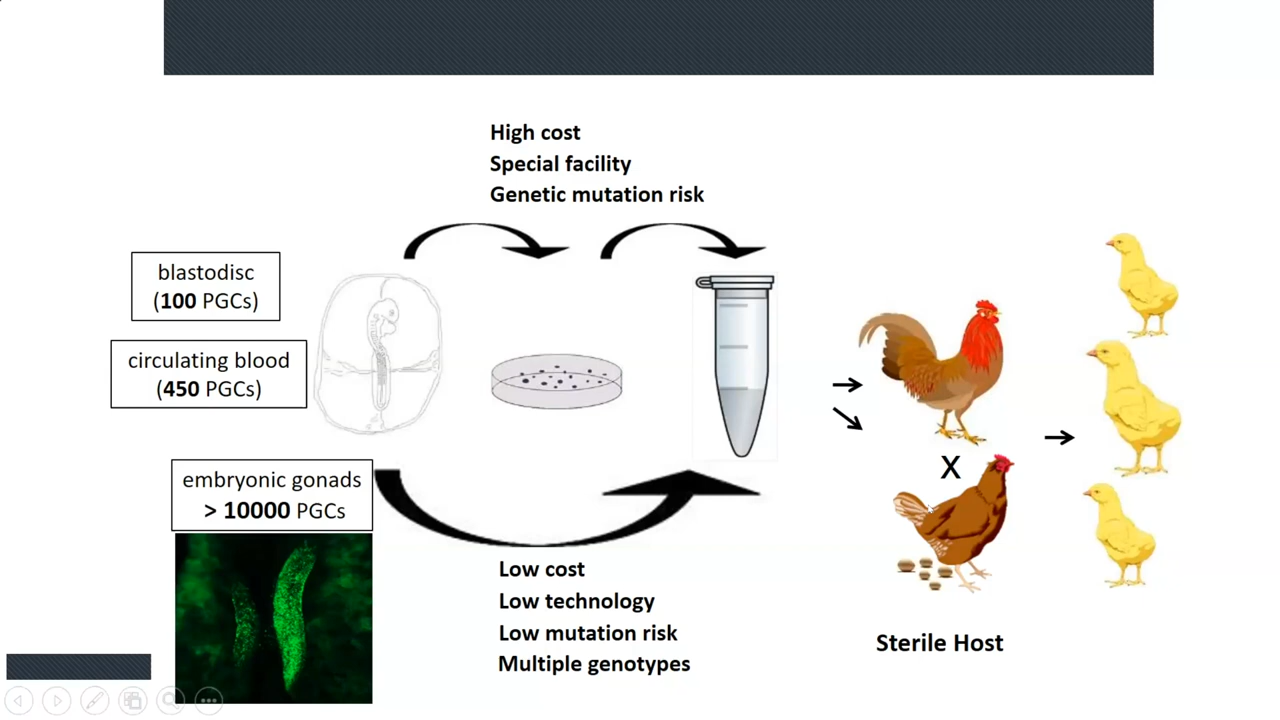 High cost
Special facility
Genetic mutation risk
blastodisc
(100 PGCs)
circulating blood
(450 PGCs)
embryonic gonads
> 10000 PGCs
Low cost
Low technology
Low mutation risk
Multiple genotypes
X
Sterile Host